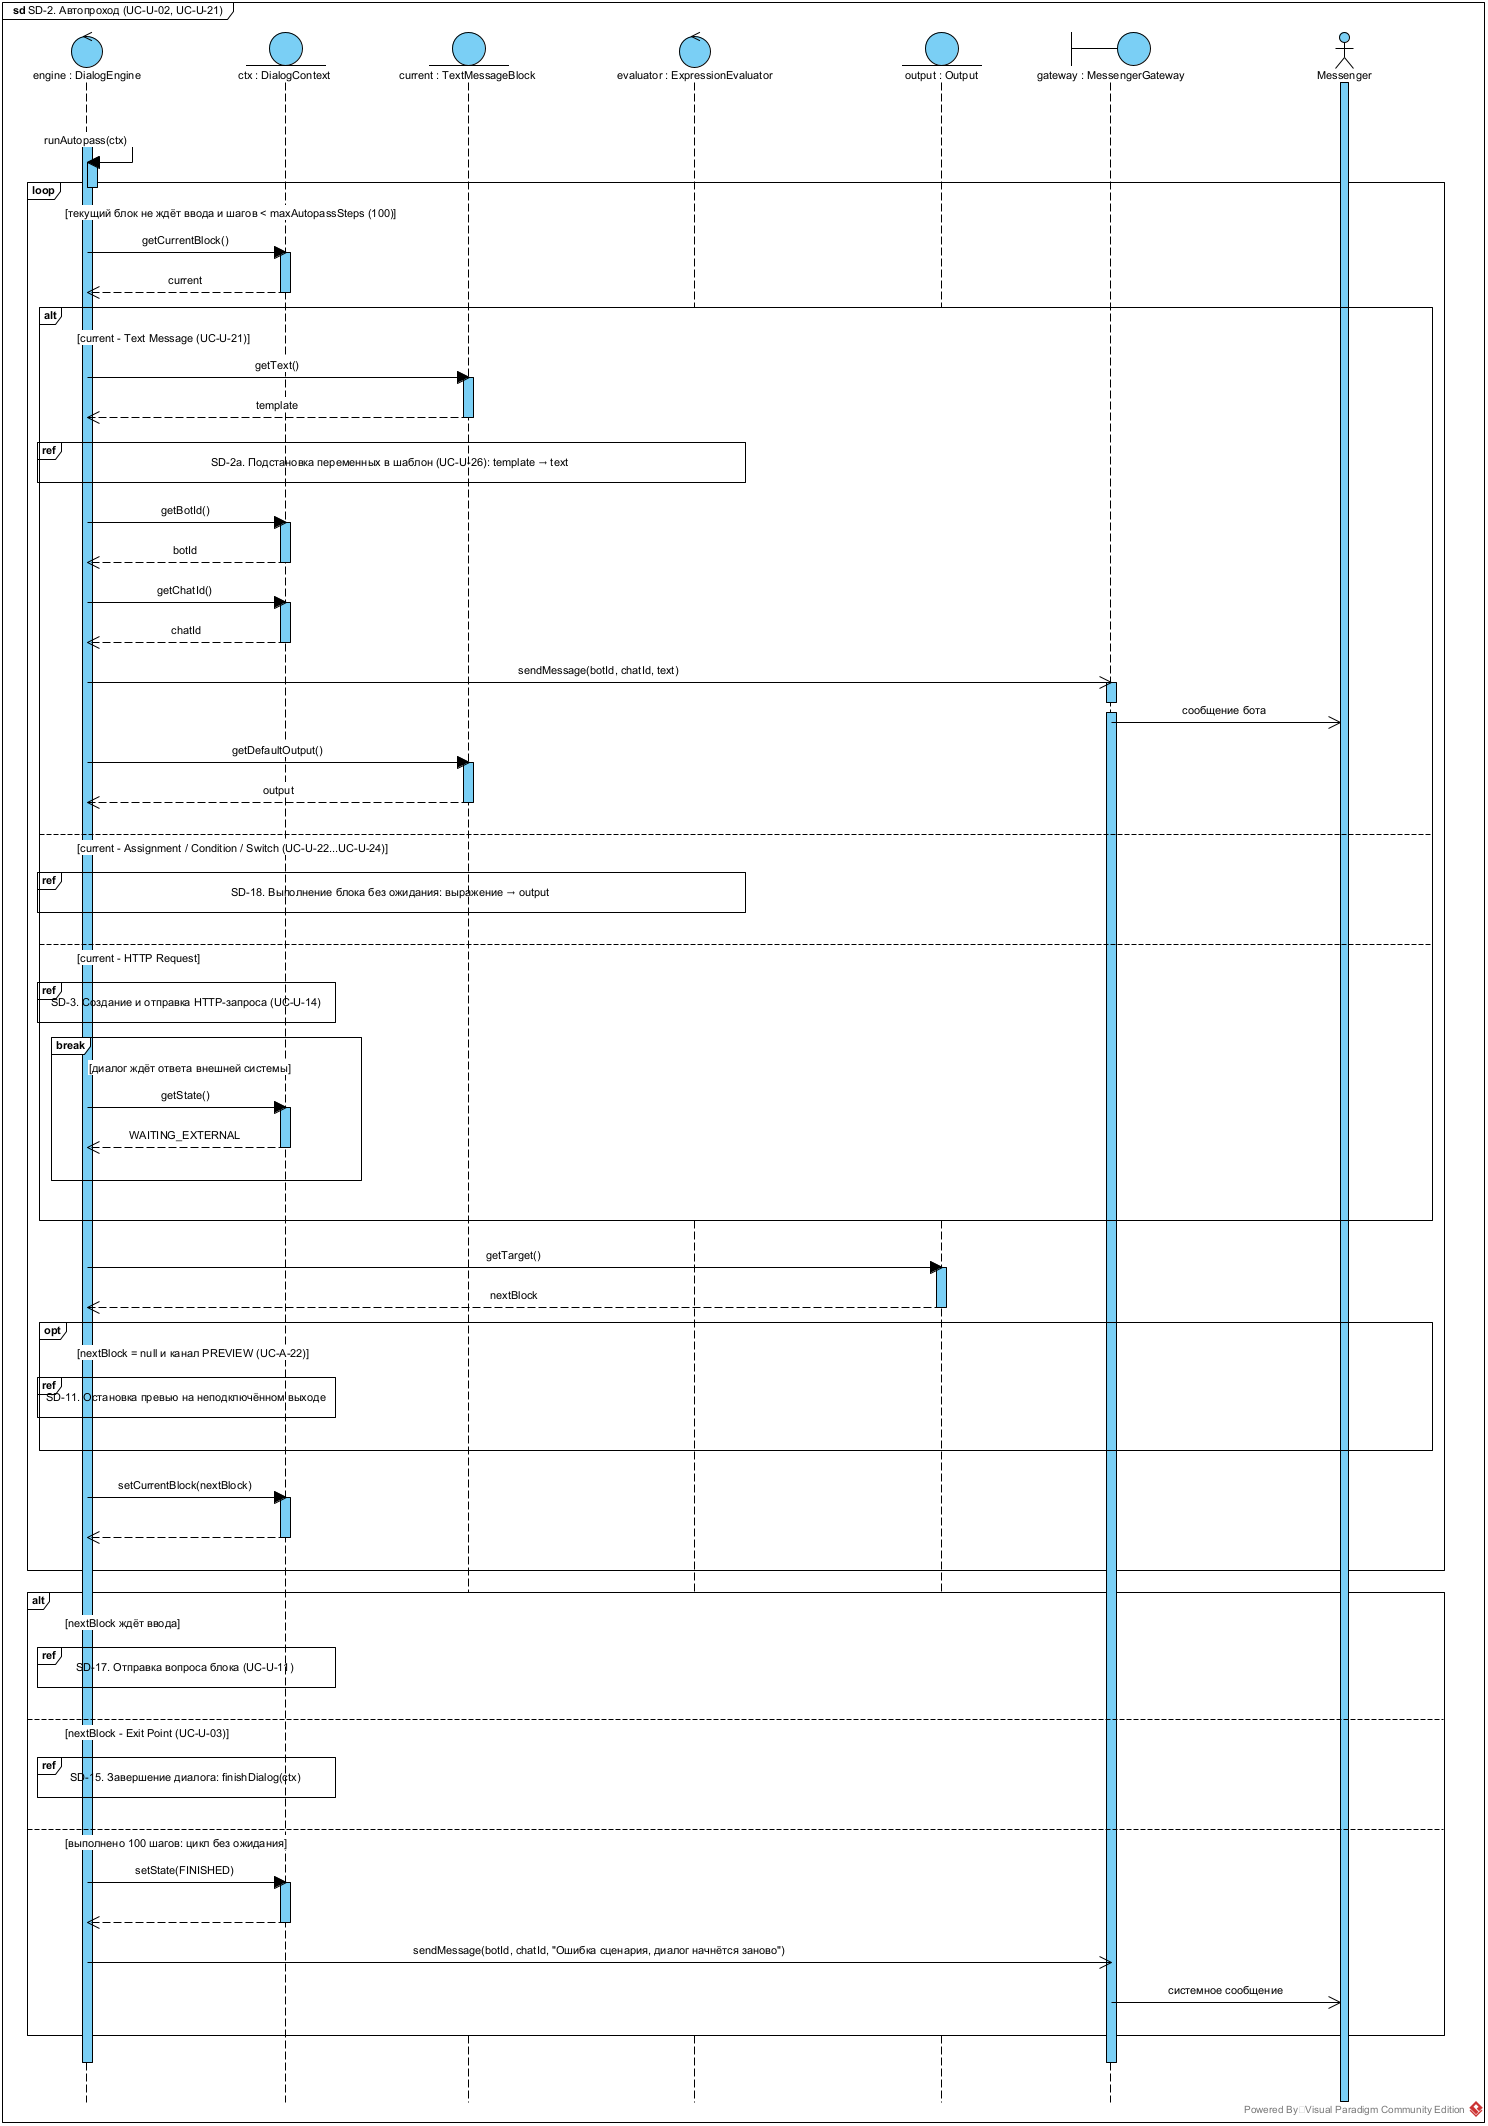 sd SD-2. Автопроход (UC-U-02, UC-U-21)
engine : DialogEngine
ctx : DialogContext
current : TextMessageBlock
evaluator : ExpressionEvaluator
output : Output
gateway : MessengerGateway
Messenger
runAutopass(ctx)
loop
[текущий блок не ждёт ввода и шагов < maxAutopassSteps (100)]
getCurrentBlock()
current
alt
[current - Text Message (UC-U-21)]
getText()
template
ref
SD-2a. Подстановка переменных в шаблон (UC-U-26): template → text
getBotId()
botId
getChatId()
chatId
sendMessage(botId, chatId, text)
сообщение бота
getDefaultOutput()
output
[current - Assignment / Condition / Switch (UC-U-22...UC-U-24)]
ref
SD-18. Выполнение блока без ожидания: выражение → output
[current - HTTP Request]
ref
SD-3. Создание и отправка HTTP-запроса (UC-U-14)
break
[диалог ждёт ответа внешней системы]
getState()
WAITING_EXTERNAL
getTarget()
nextBlock
opt
[nextBlock = null и канал PREVIEW (UC-A-22)]
ref
SD-11. Остановка превью на неподключённом выходе
setCurrentBlock(nextBlock)
alt
[nextBlock ждёт ввода]
ref
SD-17. Отправка вопроса блока (UC-U-11)
[nextBlock - Exit Point (UC-U-03)]
ref
SD-15. Завершение диалога: finishDialog(ctx)
[выполнено 100 шагов: цикл без ожидания]
setState(FINISHED)
sendMessage(botId, chatId, "Ошибка сценария, диалог начнётся заново")
системное сообщение
Powered By Visual Paradigm Community Edition